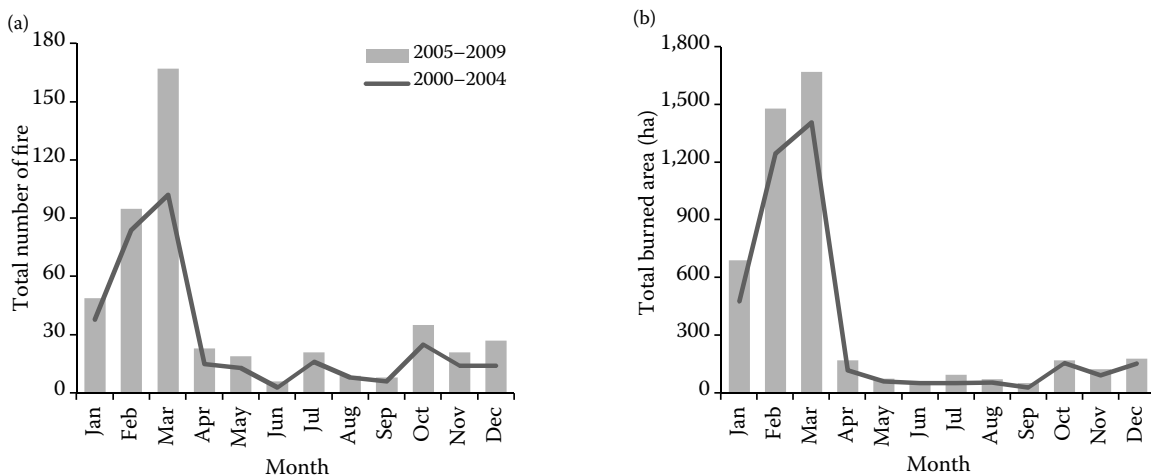 (a)
180
150
120
90
60
30
0
Total number of fire
2005–2009
2000–2004
Jan
Feb
Mar
Apr
May
Jun
Jul
Aug
Sep
Oct
Nov
Dec
Month
(b)
1,800
1,500
1,200
900
600
300
0
Total burned area (ha)
Jan
Feb
Mar
Apr
May
Jun
Jul
Aug
Sep
Oct
Nov
Dec
Month